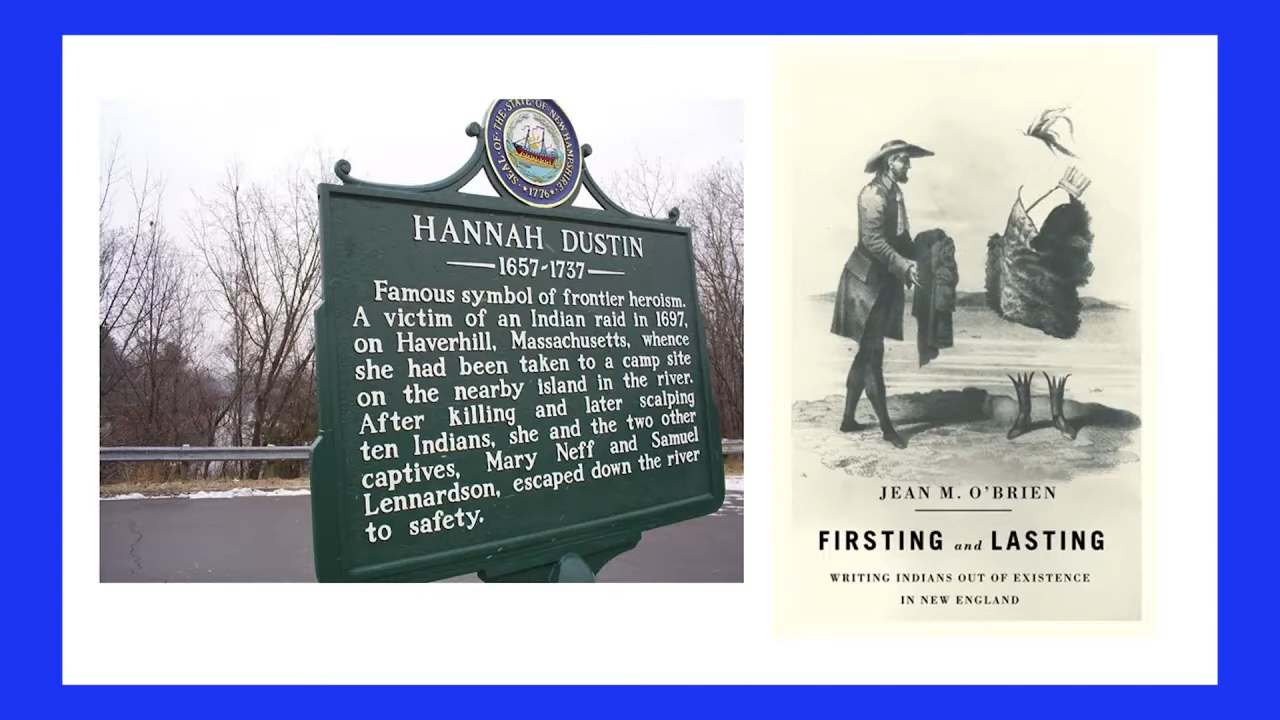 SEAL OF THE STATE OF NEW HAMPSHIRE
• 1776 •
HANNAH DUSTIN
1657-1737
Famous symbol of frontier heroism.
A victim of an Indian raid in 1697,
on Haverhill, Massachusetts, whence
she had been taken to a camp site
on the nearby island in the river.
After killing and later scalping
ten Indians, she and the two other
captives, Mary Neff and Samuel
Lennardson, escaped down the river
to safety.
JEAN M. O'BRIEN
FIRSTING and LASTING
WRITING INDIANS OUT OF EXISTENCE
IN NEW ENGLAND